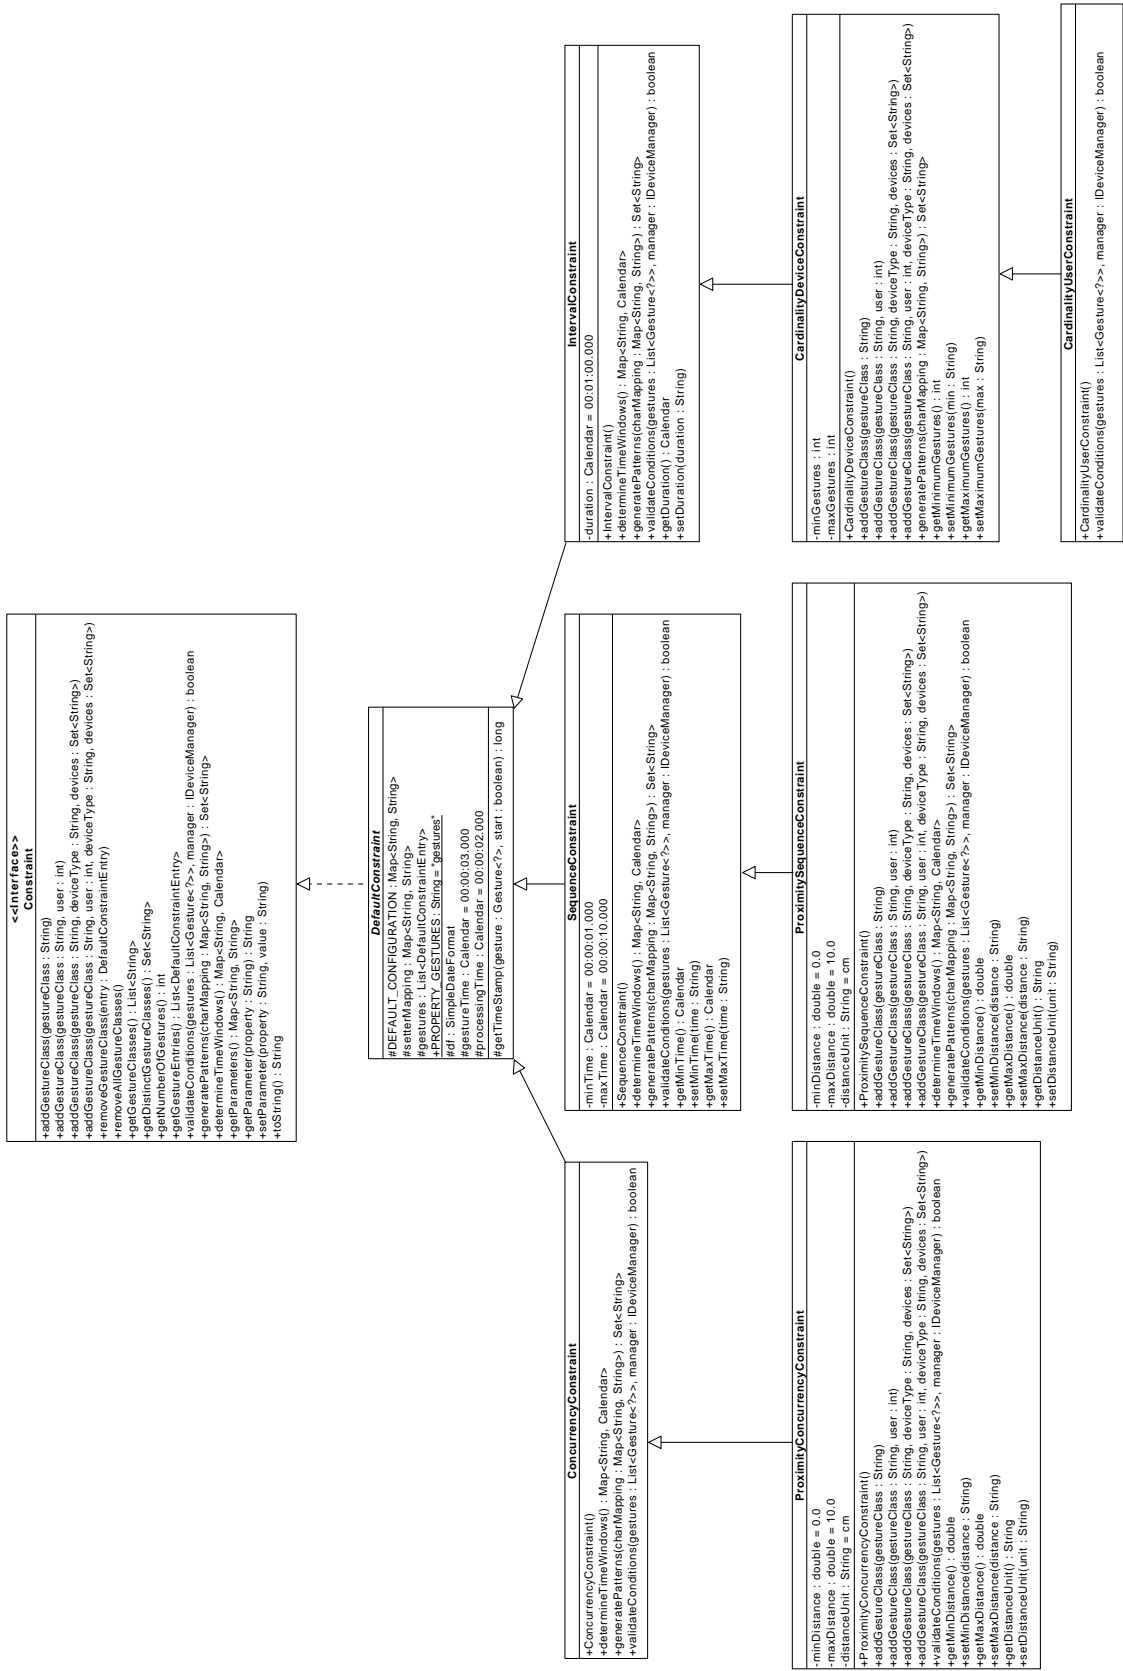 <<Interface>>
Constraint
+addGestureClass(gestureClass : String)
+addGestureClass(gestureClass : String, user : int)
+addGestureClass(gestureClass : String, deviceType : String, devices : Set<String>)
+addGestureClass(gestureClass : String, user : int, deviceType : String, devices : Set<String>)
+removeGestureClass(entry : DefaultConstraintEntry)
+removeAllGestureClasses()
+getGestureClasses() : List<String>
+getDistinctGestureClasses() : Set<String>
+getNumberOfGestures() : int
+getGestureEntries() : List<DefaultConstraintEntry>
+validateConditions(gestures : List<Gesture<?>>, manager : IDeviceManager) : boolean
+generatePatterns(charMapping : Map<String, String>) : Set<String>
+determineTimeWindows() : Map<String, Calendar>
+getParameters() : Map<String, String>
+getParameter(property : String) : String
+setParameter(property : String, value : String)
+toString() : String
DefaultConstraint
#DEFAULT_CONFIGURATION : Map<String, String>
#setterMapping : Map<String, String>
#gestures : List<DefaultConstraintEntry>
+PROPERTY_GESTURES : String = "gestures"
#df : SimpleDateFormat
#gestureTime : Calendar = 00:00:03.000
#processingTime : Calendar = 00:00:02.000
#getTimeStamp(gesture : Gesture<?>, start : boolean) : long
ConcurrencyConstraint
+ConcurrencyConstraint()
+determineTimeWindows() : Map<String, Calendar>
+generatePatterns(charMapping : Map<String, String>) : Set<String>
+validateConditions(gestures : List<Gesture<?>>, manager : IDeviceManager) : boolean
SequenceConstraint
-minTime : Calendar = 00:00:01.000
-maxTime : Calendar = 00:00:10.000
+SequenceConstraint()
+determineTimeWindows() : Map<String, Calendar>
+generatePatterns(charMapping : Map<String, String>) : Set<String>
+validateConditions(gestures : List<Gesture<?>>, manager : IDeviceManager) : boolean
+getMinTime() : Calendar
+setMinTime(time : String)
+getMaxTime() : Calendar
+setMaxTime(time : String)
IntervalConstraint
-duration : Calendar = 00:01:00.000
+IntervalConstraint()
+determineTimeWindows() : Map<String, Calendar>
+generatePatterns(charMapping : Map<String, String>) : Set<String>
+validateConditions(gestures : List<Gesture<?>>, manager : IDeviceManager) : boolean
+getDuration() : Calendar
+setDuration(duration : String)
ProximityConcurrencyConstraint
-minDistance : double = 0.0
-maxDistance : double = 10.0
-distanceUnit : String = cm
+ProximityConcurrencyConstraint()
+addGestureClass(gestureClass : String)
+addGestureClass(gestureClass : String, user : int)
+addGestureClass(gestureClass : String, deviceType : String, devices : Set<String>)
+addGestureClass(gestureClass : String, user : int, deviceType : String, devices : Set<String>)
+validateConditions(gestures : List<Gesture<?>>, manager : IDeviceManager) : boolean
+getMinDistance() : double
+setMinDistance(distance : String)
+getMaxDistance() : double
+setMaxDistance(distance : String)
+getDistanceUnit() : String
+setDistanceUnit(unit : String)
ProximitySequenceConstraint
-minDistance : double = 0.0
-maxDistance : double = 10.0
-distanceUnit : String = cm
+ProximitySequenceConstraint()
+addGestureClass(gestureClass : String)
+addGestureClass(gestureClass : String, user : int)
+addGestureClass(gestureClass : String, deviceType : String, devices : Set<String>)
+addGestureClass(gestureClass : String, user : int, deviceType : String, devices : Set<String>)
+determineTimeWindows() : Map<String, Calendar>
+generatePatterns(charMapping : Map<String, String>) : Set<String>
+validateConditions(gestures : List<Gesture<?>>, manager : IDeviceManager) : boolean
+getMinDistance() : double
+setMinDistance(distance : String)
+getMaxDistance() : double
+setMaxDistance(distance : String)
+getDistanceUnit() : String
+setDistanceUnit(unit : String)
CardinalityDeviceConstraint
-minGestures : int
-maxGestures : int
+CardinalityDeviceConstraint()
+addGestureClass(gestureClass : String)
+addGestureClass(gestureClass : String, user : int)
+addGestureClass(gestureClass : String, deviceType : String, devices : Set<String>)
+addGestureClass(gestureClass : String, user : int, deviceType : String, devices : Set<String>)
+generatePatterns(charMapping : Map<String, String>) : Set<String>
+getMinimumGestures() : int
+setMinimumGestures(min : String)
+getMaximumGestures() : int
+setMaximumGestures(max : String)
CardinalityUserConstraint
+CardinalityUserConstraint()
+validateConditions(gestures : List<Gesture<?>>, manager : IDeviceManager) : boolean